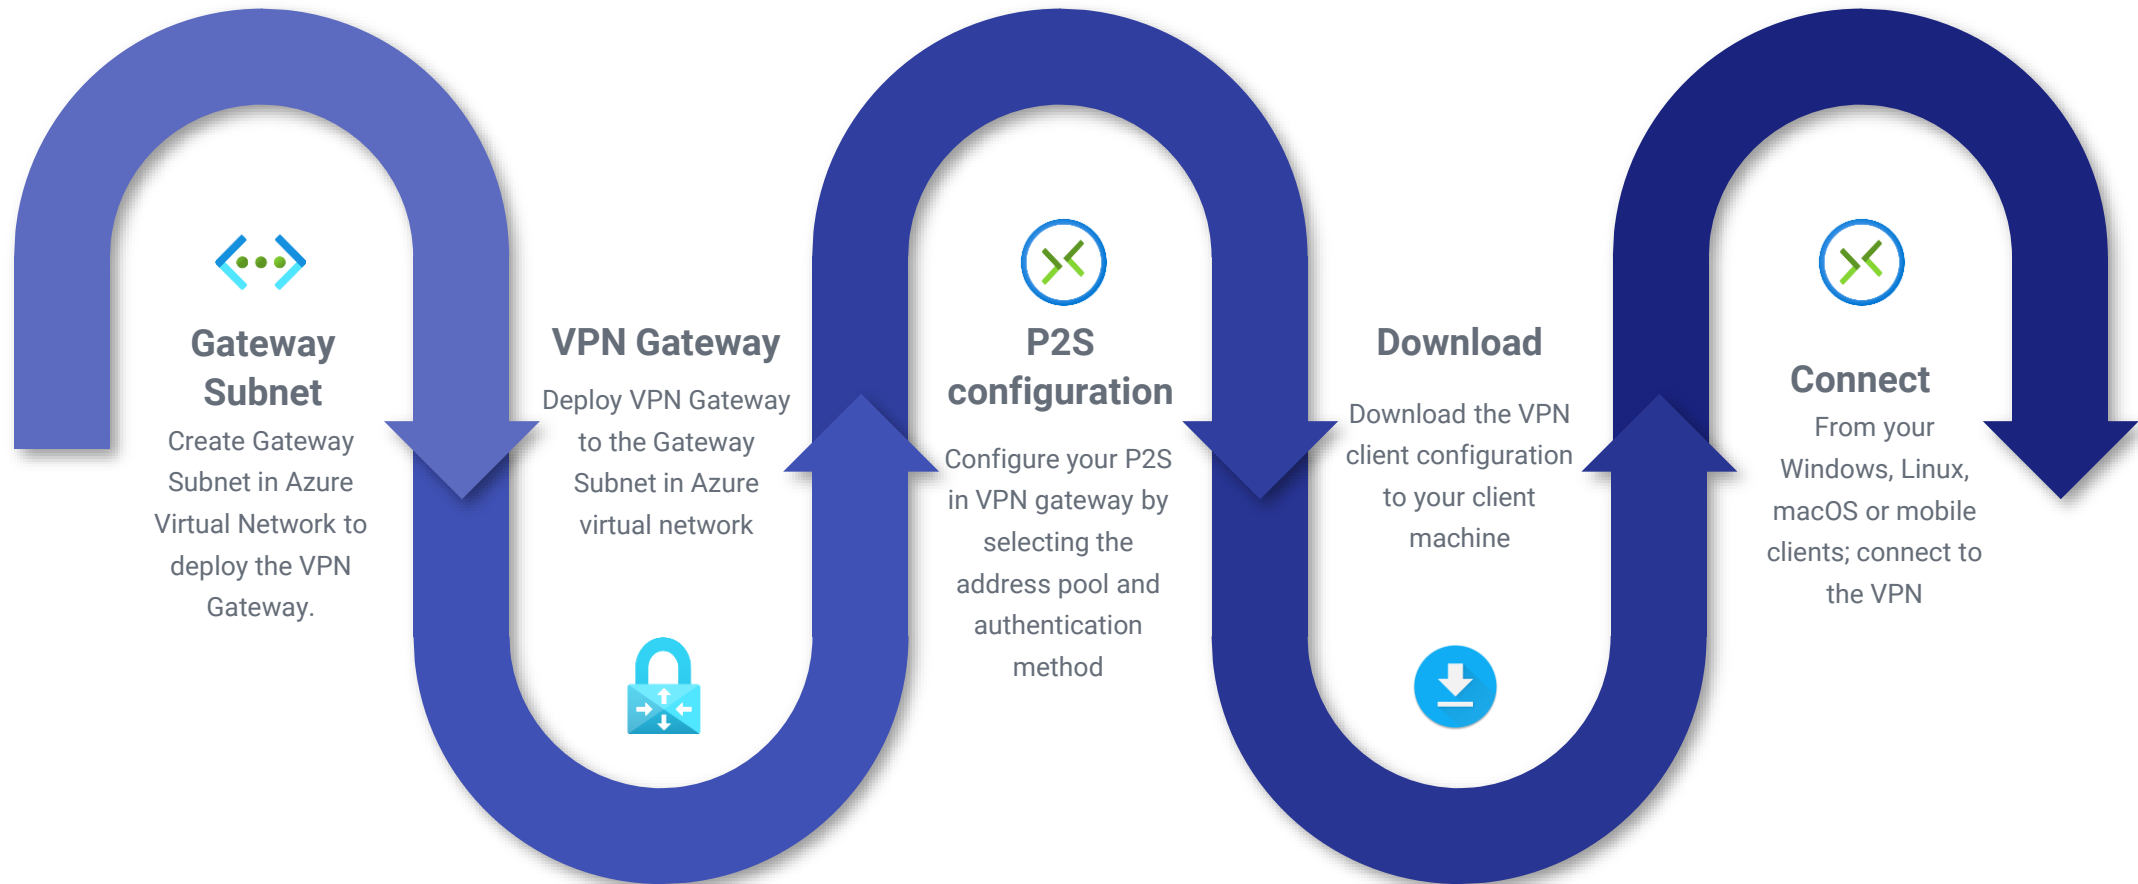 Gateway
Subnet
Create Gateway
Subnet in Azure
Virtual Network to
deploy the VPN
Gateway.
VPN Gateway
Deploy VPN Gateway
to the Gateway
Subnet in Azure
virtual network
P2S
configuration
Configure your P2S
in VPN gateway by
selecting the
address pool and
authentication
method
Download
Download the VPN
client configuration
to your client
machine
Connect
From your
Windows, Linux,
macOS or mobile
clients; connect to
the VPN